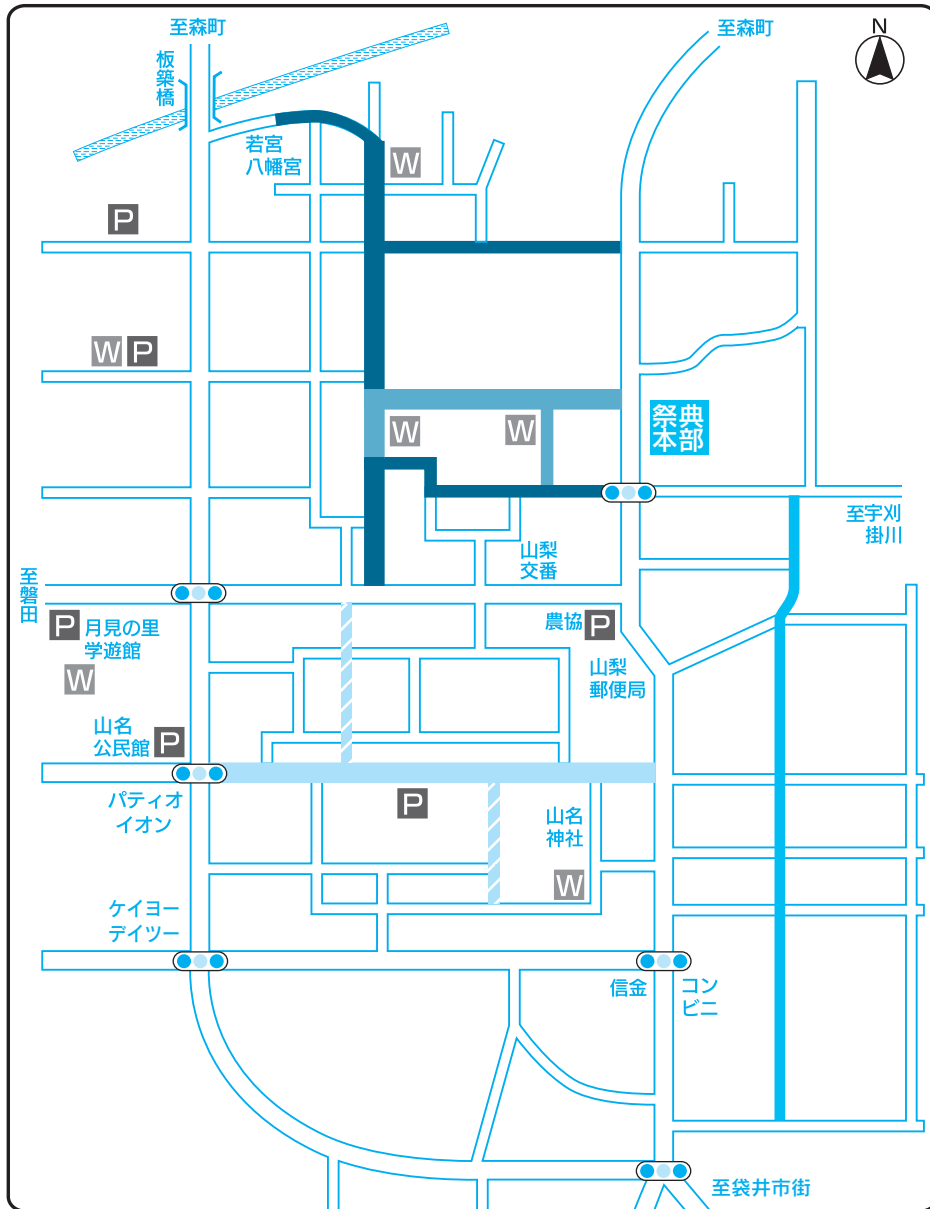 至森町
至森町
N
板築橋
若宮
八幡宮
W
P
W P
W
W
祭典
本部
至宇刈
掛川
山梨
交番
至磐田
P
月見の里
学遊館
W
農協 P
山梨
郵便局
山名
公民館 P
パティオ
イオン
P
山名
神社
W
ケイヨー
デイツー
信金
コン
ビニ
至袋井市街